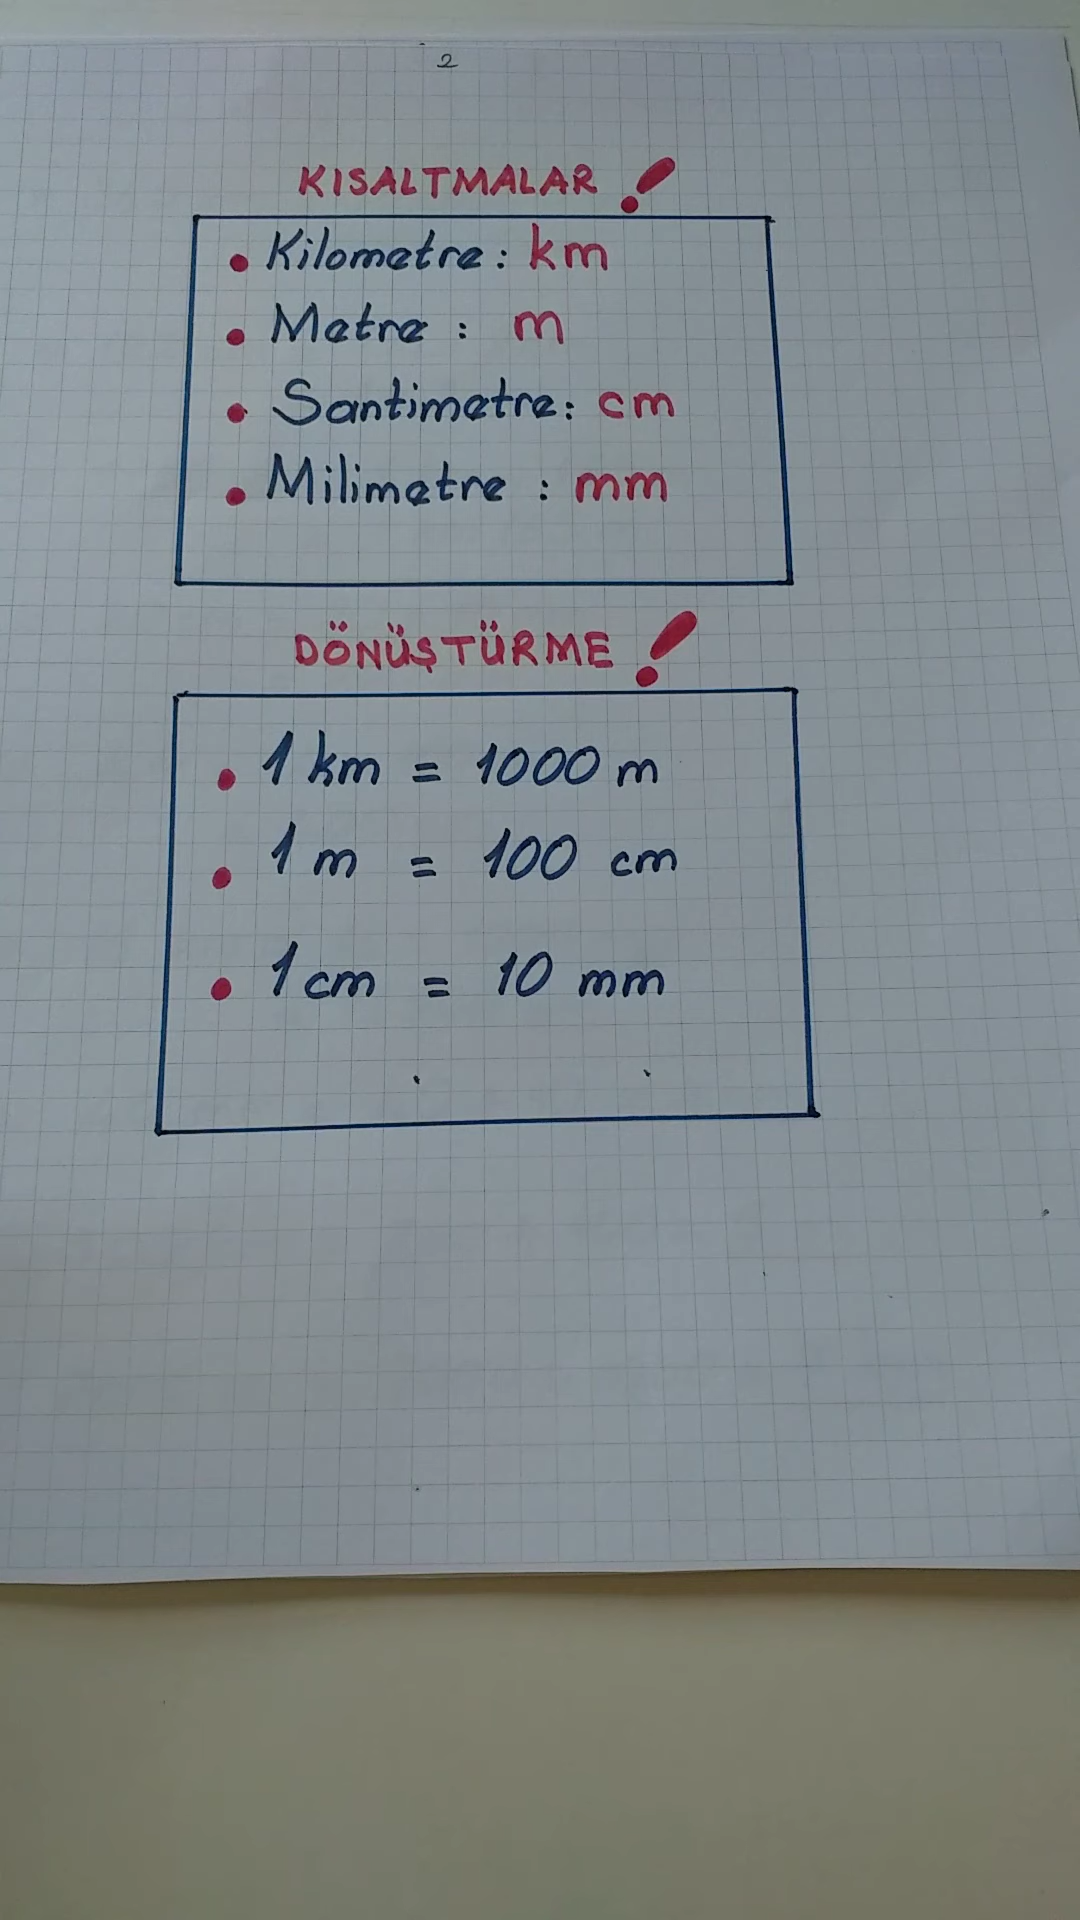 2
KISALTMALAR !
• Kilometre : km
• Metre : m
• Santimetre : cm
• Milimetre : mm
DÖNÜŞTÜRME !
• 1 km = 1000 m
• 1 m = 100 cm
• 1 cm = 10 mm